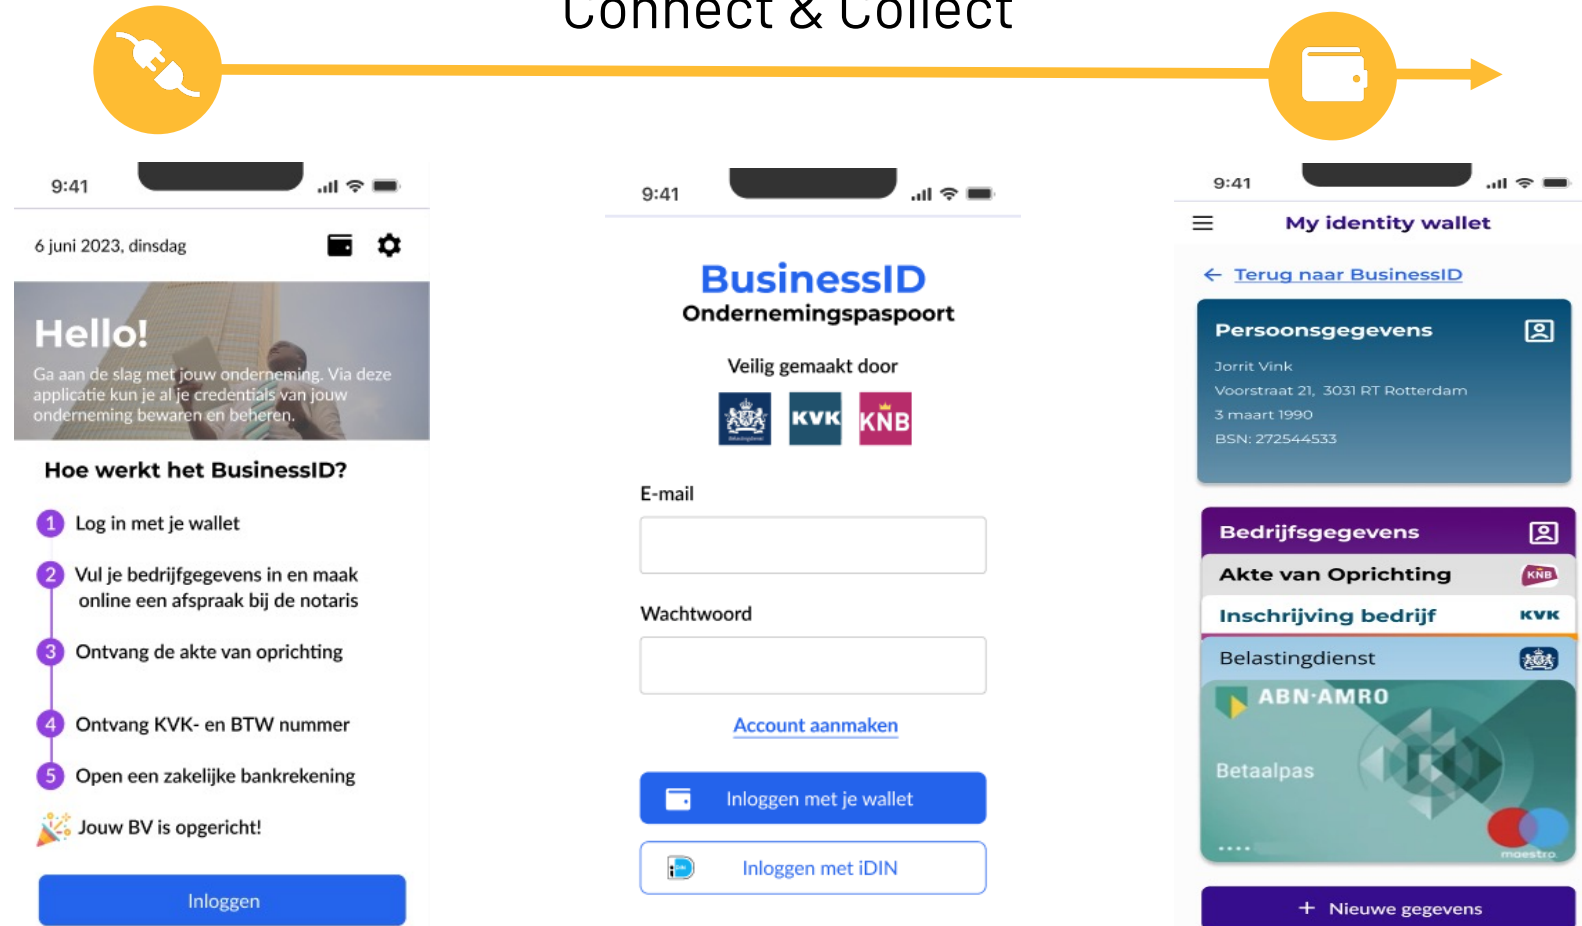 Connect & Collect
9:41
6 juni 2023, dinsdag
Hello!
Ga aan de slag met jouw onderneming. Via deze
applicatie kun je al je credentials van jouw
onderneming bewaren en beheren.
Hoe werkt het BusinessID?
1 Log in met je wallet
2 Vul je bedrijfgegevens in en maak
online een afspraak bij de notaris
3 Ontvang de akte van oprichting
4 Ontvang KVK- en BTW nummer
5 Open een zakelijke bankrekening
Jouw BV is opgericht!
Inloggen
9:41
BusinessID
Ondernemingspaspoort
Veilig gemaakt door
KVK KNB
E-mail
Wachtwoord
Account aanmaken
Inloggen met je wallet
Inloggen met iDIN
9:41
My identity wallet
Terug naar BusinessID
Persoonsgegevens
Jorrit Vink
Voorstraat 21, 3031 RT Rotterdam
3 maart 1990
BSN: 272544533
Bedrijfsgegevens
Akte van Oprichting KNB
Inschrijving bedrijf KVK
Belastingdienst
ABN·AMRO
Betaalpas
....
maestro
+ Nieuwe gegevens